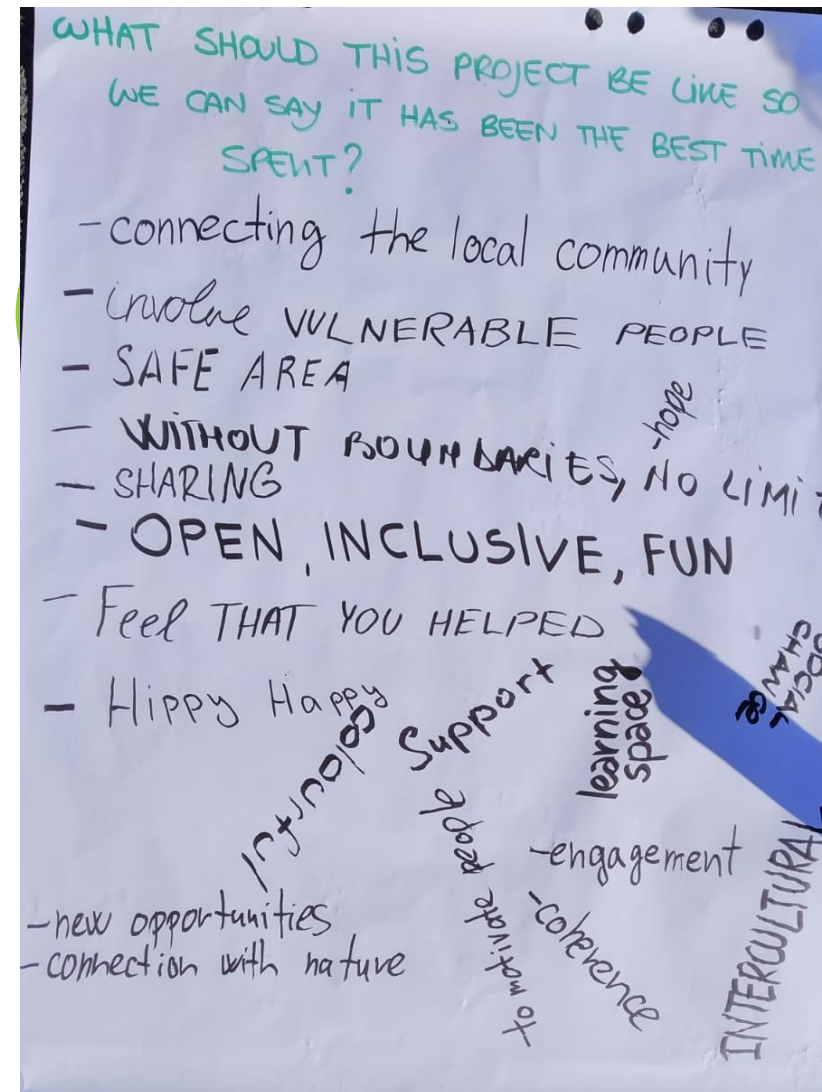 WHAT SHOULD THIS PROJECT BE LIKE SO
WE CAN SAY IT HAS BEEN THE BEST TIME
SPENT?
- connecting the local community
- involve VULNERABLE PEOPLE
- SAFE AREA
- hope
- WITHOUT BOUNDARIES, NO LIMIT
- SHARING
- OPEN, INCLUSIVE, FUN
- Feel THAT YOU HELPED
- Hippy Happy
colourful
Support
learning
space
SOCIAL
CHANGE
to motivate people
- engagement
- coherence
INTERCULTURAL
- new opportunities
- connection with nature